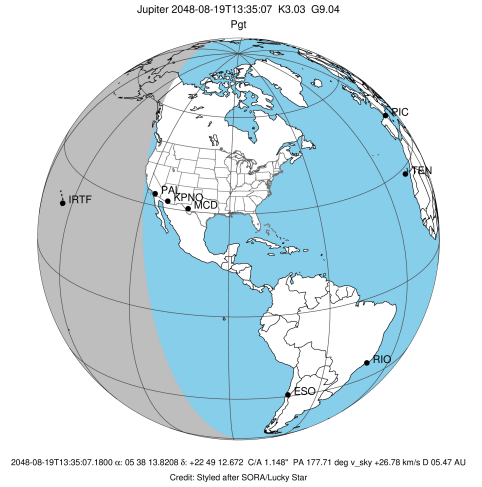 Jupiter 2048-08-19T13:35:07 K3.03 G9.04
Pgt
PIC
TEN
PAL
KPNO
IRTF
MCD
RIO
ESO
2048-08-19T13:35:07.1800 α: 05 38 13.8208 δ: +22 49 12.672 C/A 1.148" PA 177.71 deg v_sky +26.78 km/s D 05.47 AU
Credit: Styled after SORA/Lucky Star